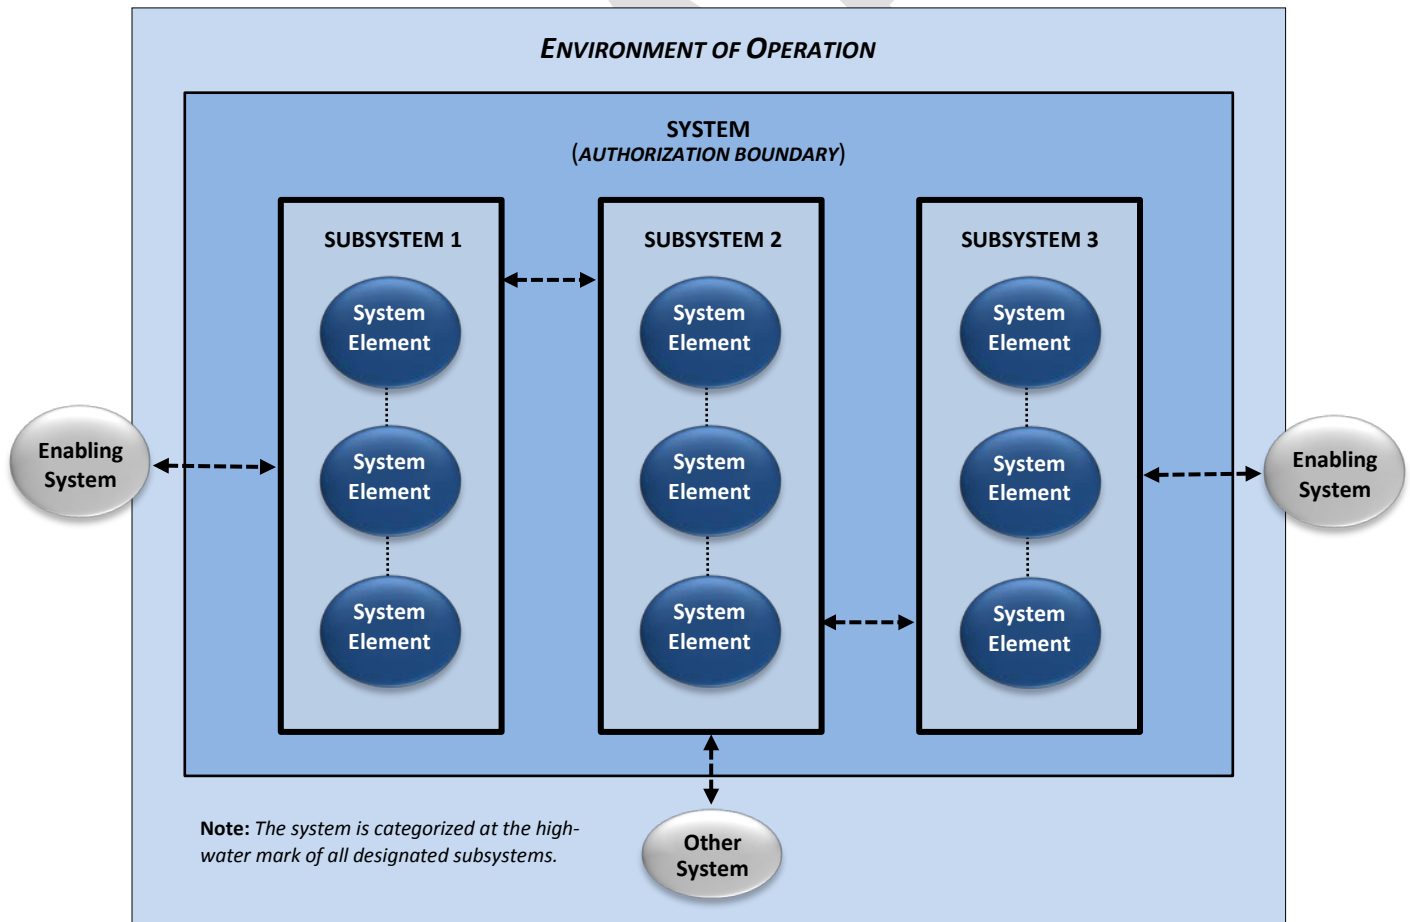 ENVIRONMENT OF OPERATION
SYSTEM
(AUTHORIZATION BOUNDARY)
SUBSYSTEM 1
System
Element
System
Element
System
Element
SUBSYSTEM 2
System
Element
System
Element
System
Element
SUBSYSTEM 3
System
Element
System
Element
System
Element
Enabling
System
Enabling
System
Note: The system is categorized at the high-
water mark of all designated subsystems.
Other
System